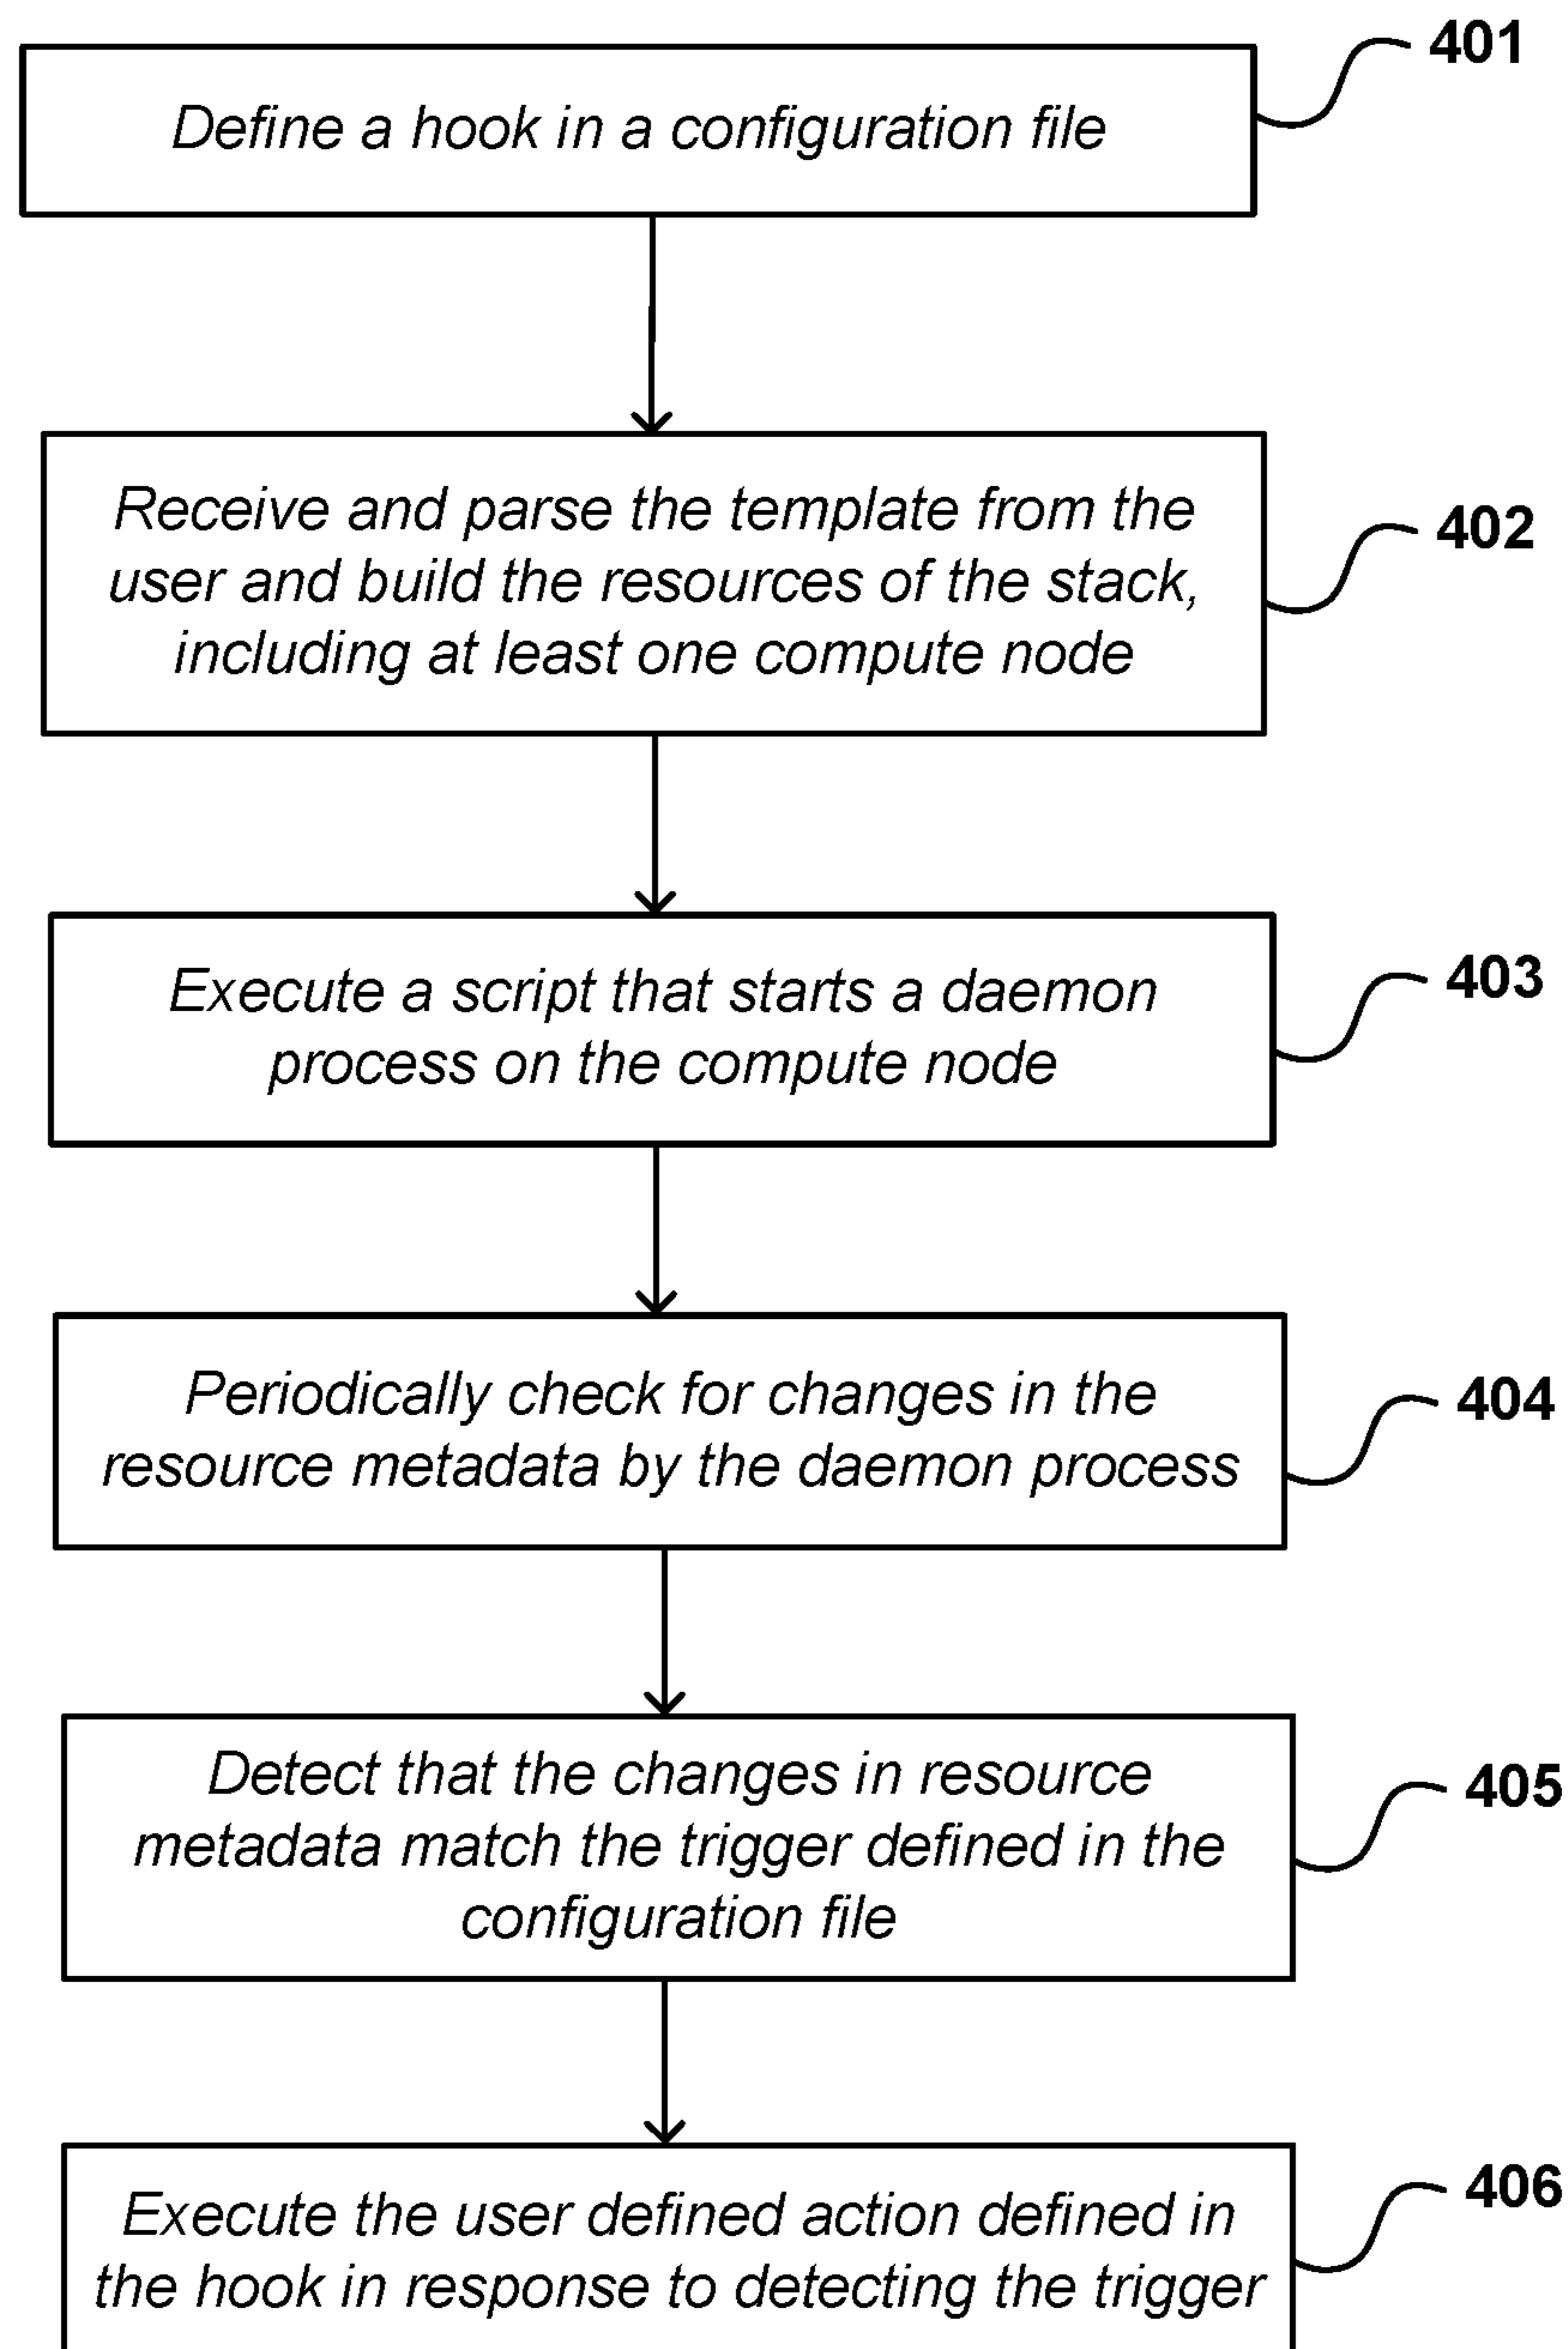 401
Define a hook in a configuration file
Receive and parse the template from the
user and build the resources of the stack,
including at least one compute node
402
Execute a script that starts a daemon
process on the compute node
403
Periodically check for changes in the
resource metadata by the daemon process
404
Detect that the changes in resource
metadata match the trigger defined in the
configuration file
405
Execute the user defined action defined in
the hook in response to detecting the trigger
406